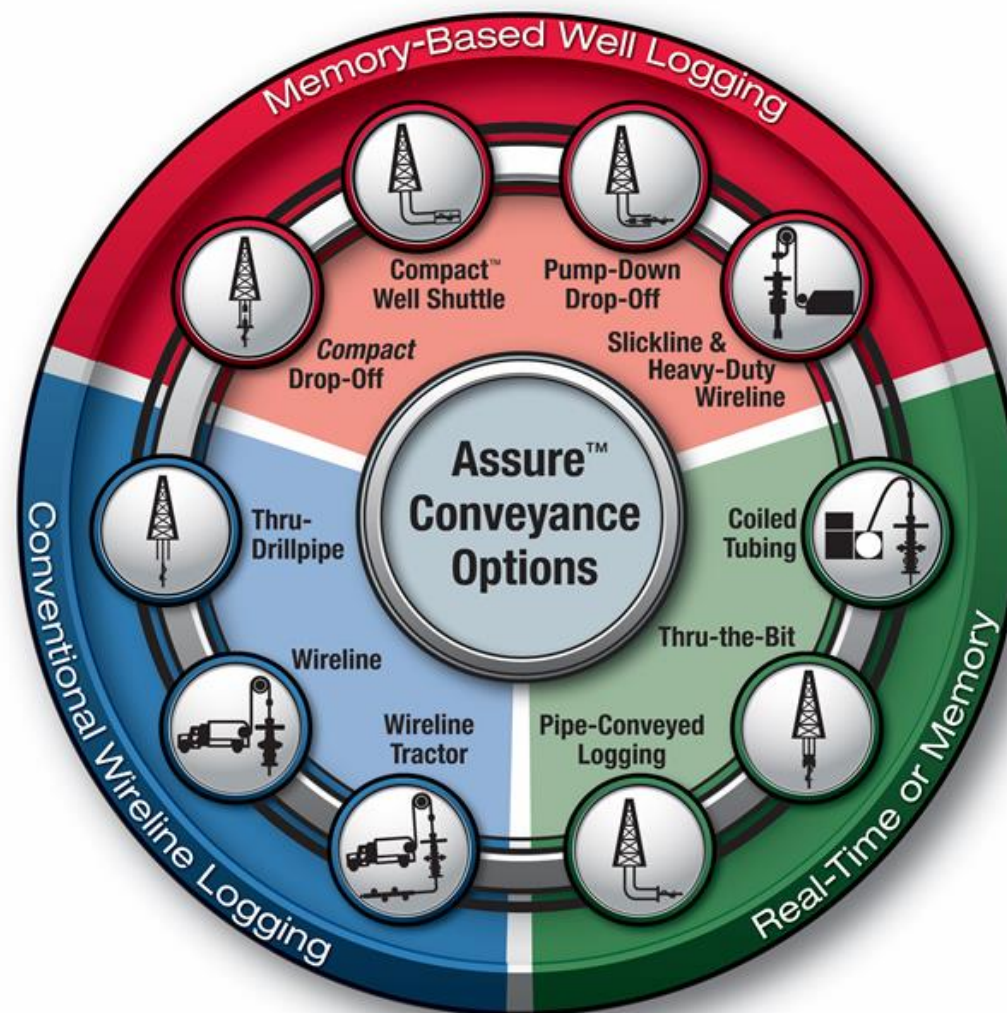 Memory-Based Well Logging
Compact™
Well Shuttle
Pump-Down
Drop-Off
Compact
Drop-Off
Slickline &
Heavy-Duty
Wireline
Assure™
Conveyance
Options
Thru-
Drillpipe
Wireline
Wireline
Tractor
Conventional Wireline Logging
Coiled
Tubing
Thru-the-Bit
Pipe-Conveyed
Logging
Real-Time or Memory